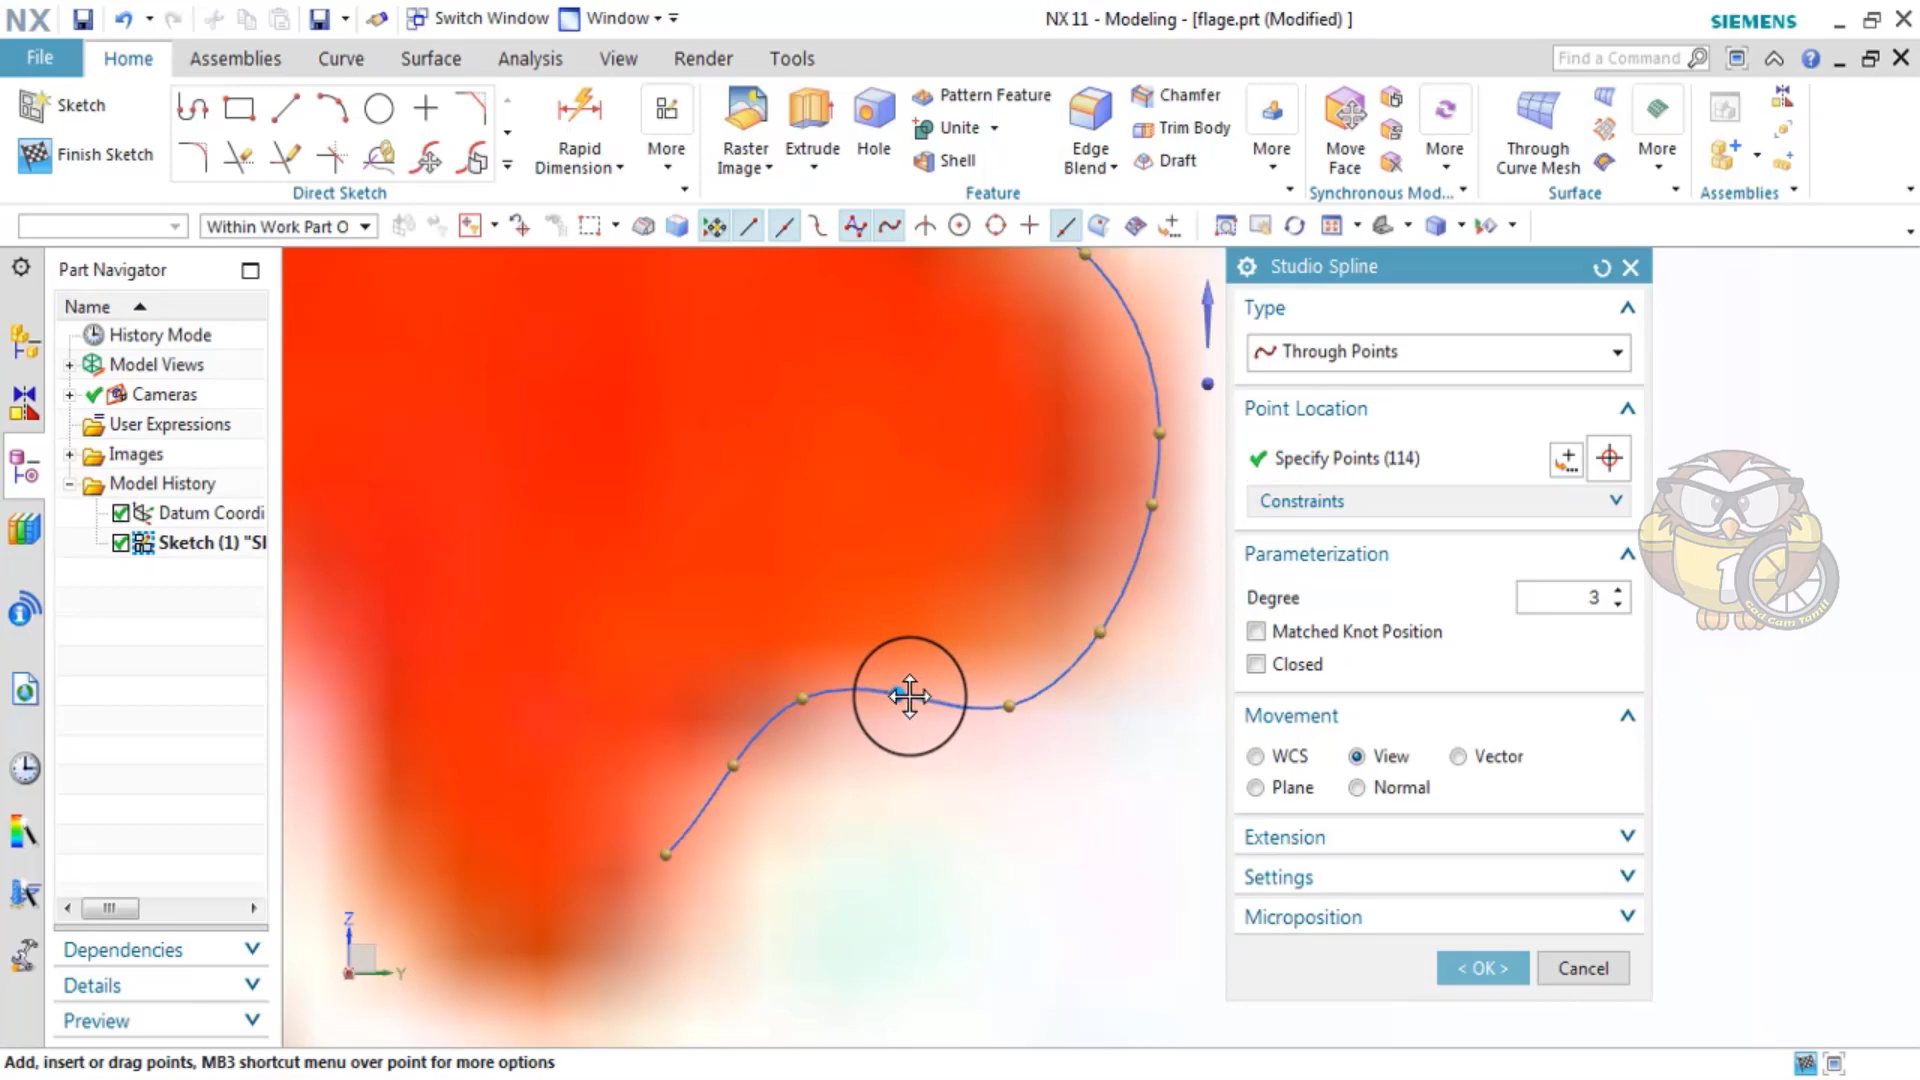 NX Switch Window Window NX 11 - Modeling - [flage.prt (Modified) ] SIEMENS
File Home Assemblies Curve Surface Analysis View Render Tools Find a Command
Sketch
Finish Sketch
Rapid
Dimension
More
Direct Sketch
Raster
Image
Extrude
Hole
Pattern Feature
Unite
Shell
Edge
Blend
Chamfer
Trim Body
Draft
More
Feature
Move
Face
More
Synchronous Mod...
Through
Curve Mesh
More
Surface
Assemblies
Within Work Part O
Part Navigator
Name
History Mode
Model Views
Cameras
User Expressions
Images
Model History
Datum Coordi
Sketch (1) "SI
Dependencies
Details
Preview
Z
Y
Studio Spline
Type
Through Points
Point Location
Specify Points (114)
Constraints
Parameterization
Degree 3
Matched Knot Position
Closed
Movement
WCS View Vector
Plane Normal
Extension
Settings
Microposition
< OK > Cancel
1
Cad Cam Tamil
Add, insert or drag points, MB3 shortcut menu over point for more options